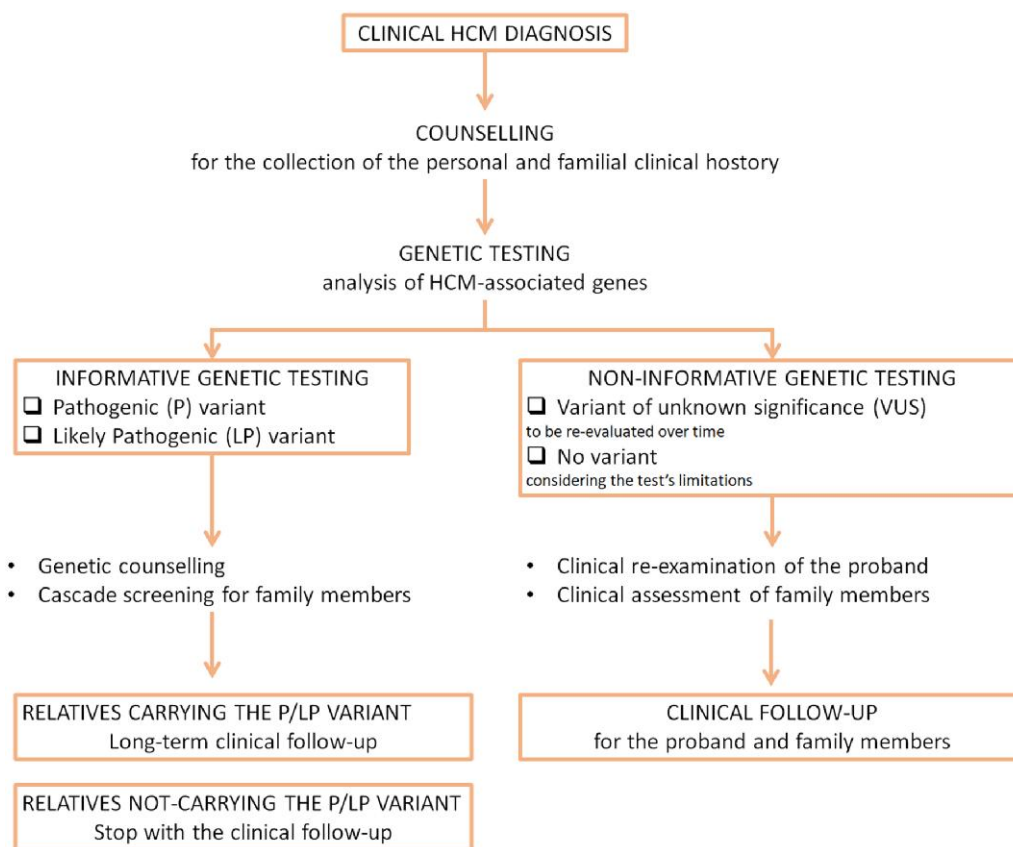 CLINICAL HCM DIAGNOSIS
COUNSELLING
for the collection of the personal and familial clinical hostory
GENETIC TESTING
analysis of HCM-associated genes
INFORMATIVE GENETIC TESTING
❑ Pathogenic (P) variant
❑ Likely Pathogenic (LP) variant
NON-INFORMATIVE GENETIC TESTING
❑ Variant of unknown significance (VUS)
to be re-evaluated over time
❑ No variant
considering the test's limitations
• Genetic counselling
• Cascade screening for family members
• Clinical re-examination of the proband
• Clinical assessment of family members
RELATIVES CARRYING THE P/LP VARIANT
Long-term clinical follow-up
CLINICAL FOLLOW-UP
for the proband and family members
RELATIVES NOT-CARRYING THE P/LP VARIANT
Stop with the clinical follow-up